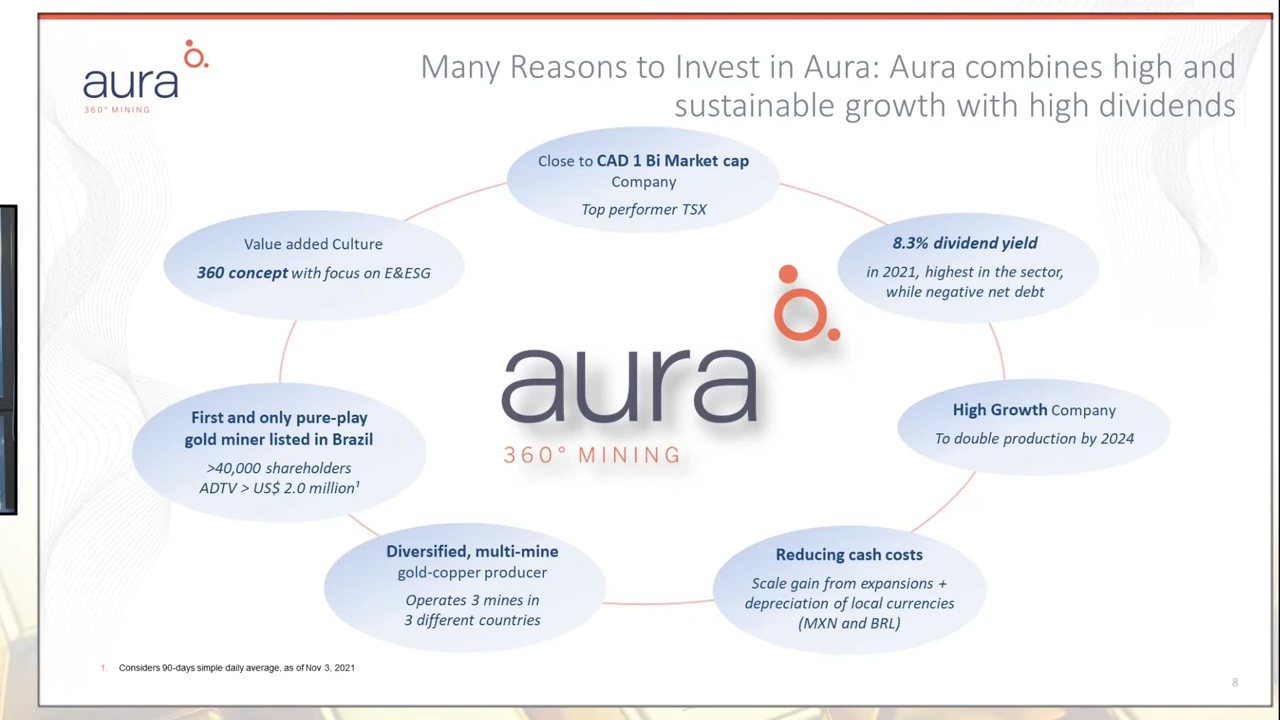 aura
360° MINING
Many Reasons to Invest in Aura: Aura combines high and
sustainable growth with high dividends
Close to CAD 1 Bi Market cap
Company
Top performer TSX
8.3% dividend yield
in 2021, highest in the sector,
while negative net debt
High Growth Company
To double production by 2024
Reducing cash costs
Scale gain from expansions +
depreciation of local currencies
(MXN and BRL)
Diversified, multi-mine
gold-copper producer
Operates 3 mines in
3 different countries
First and only pure-play
gold miner listed in Brazil
>40,000 shareholders
ADTV > US$ 2.0 million¹
Value added Culture
360 concept with focus on E&ESG
aura
360° MINING
1. Considers 90-days simple daily average, as of Nov 3, 2021
8